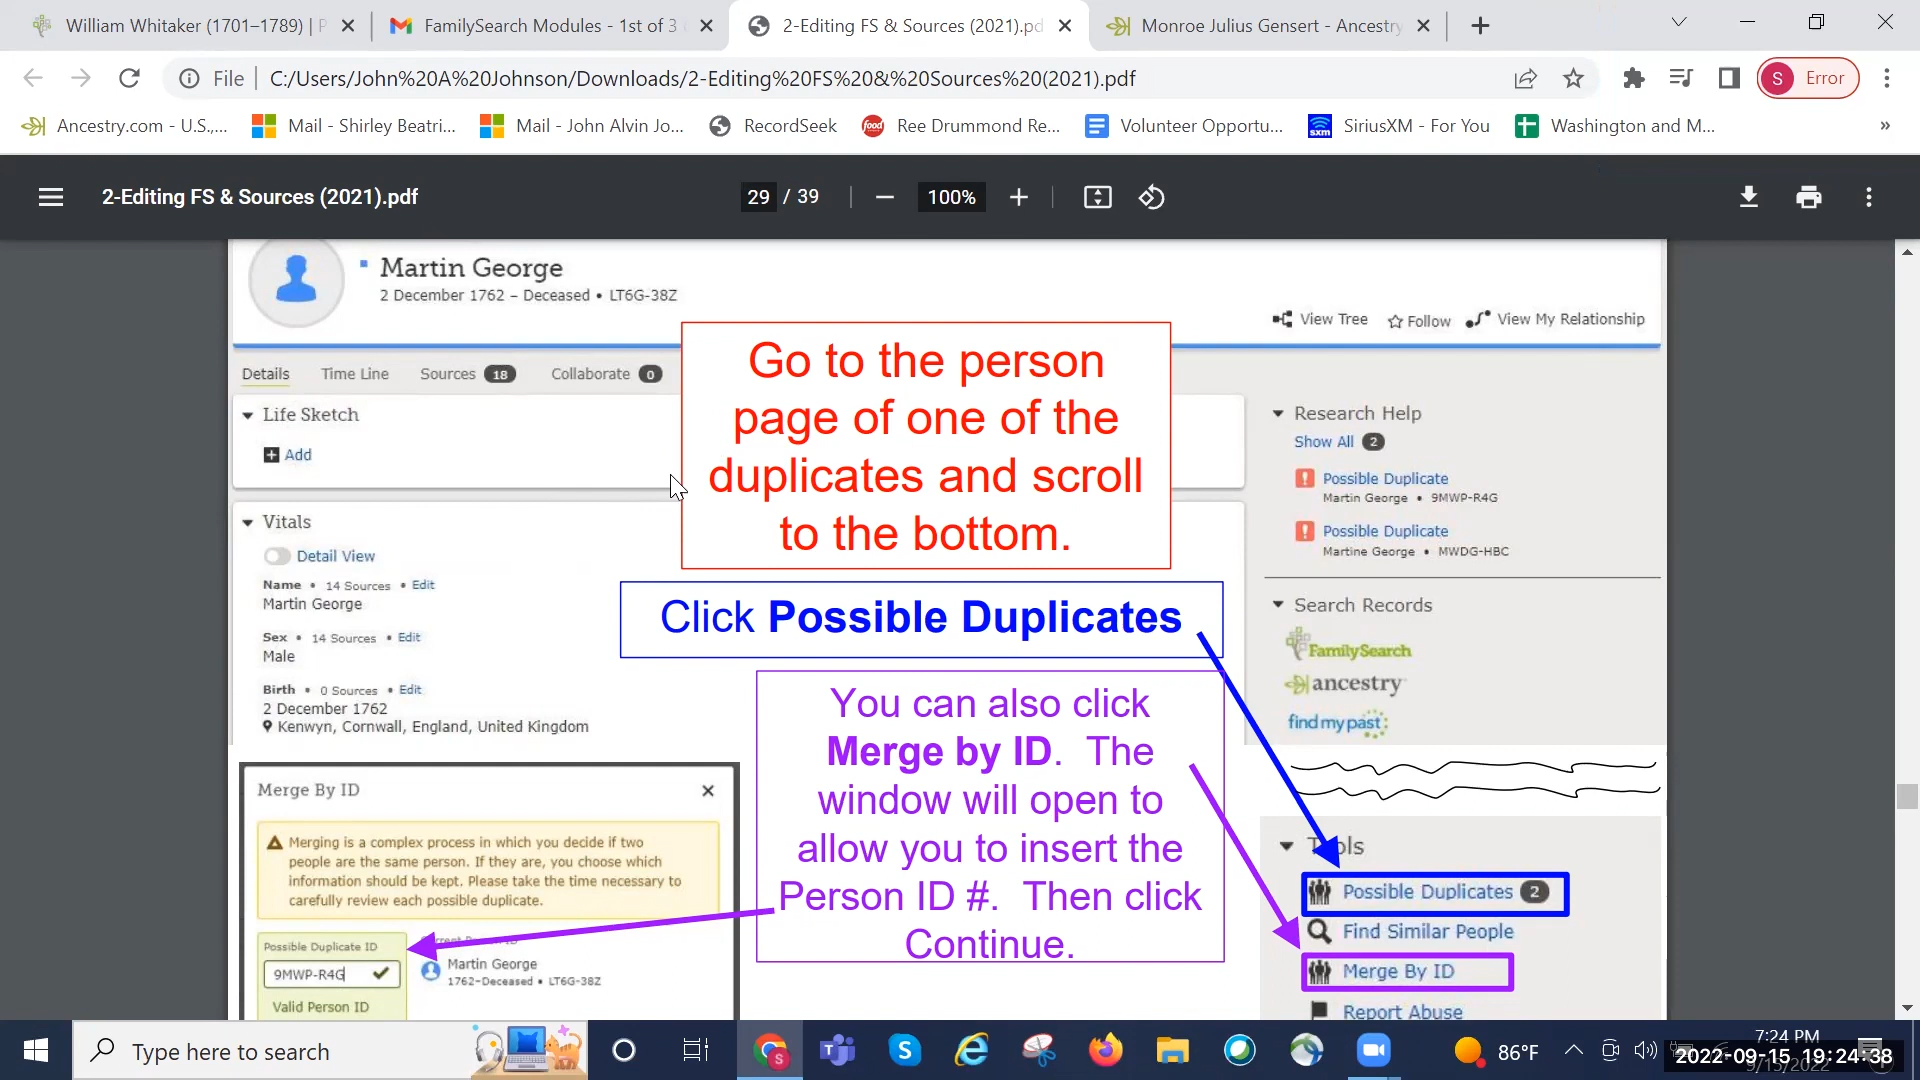 William Whitaker (1701–1789) | P
FamilySearch Modules - 1st of 3
2-Editing FS & Sources (2021).pd
Monroe Julius Gensert - Ancestry
File
C:/Users/John%20A%20Johnson/Downloads/2-Editing%20FS%20&%20Sources%20(2021).pdf
S Error
Ancestry.com - U.S.,...
Mail - Shirley Beatri...
Mail - John Alvin Jo...
RecordSeek
food
Ree Drummond Re...
Volunteer Opportu...
sxm
SiriusXM - For You
Washington and M...
»
2-Editing FS & Sources (2021).pdf
29 / 39
100%
Martin George
2 December 1762 – Deceased • LT6G-38Z
View Tree
Follow
View My Relationship
Details
Time Line
Sources 18
Collaborate 0
Go to the person
page of one of the
duplicates and scroll
to the bottom.
Life Sketch
Add
Research Help
Show All 2
Possible Duplicate
Martin George • 9MWP-R4G
Possible Duplicate
Martine George • MWDG-HBC
Vitals
Detail View
Name • 14 Sources • Edit
Martin George
Sex • 14 Sources • Edit
Male
Birth • 0 Sources • Edit
2 December 1762
Kenwyn, Cornwall, England, United Kingdom
Click Possible Duplicates
Search Records
FamilySearch
ancestry
findmypast
You can also click
Merge by ID. The
window will open to
allow you to insert the
Person ID #. Then click
Continue.
Merge By ID
Merging is a complex process in which you decide if two
people are the same person. If they are, you choose which
information should be kept. Please take the time necessary to
carefully review each possible duplicate.
Possible Duplicate ID
9MWP-R4G
Valid Person ID
Martin George
1762–Deceased • LT6G-38Z
Tools
Possible Duplicates 2
Find Similar People
Merge By ID
Report Abuse
Type here to search
86°F
7:24 PM
9/15/2022
2022-09-15 19:24:38